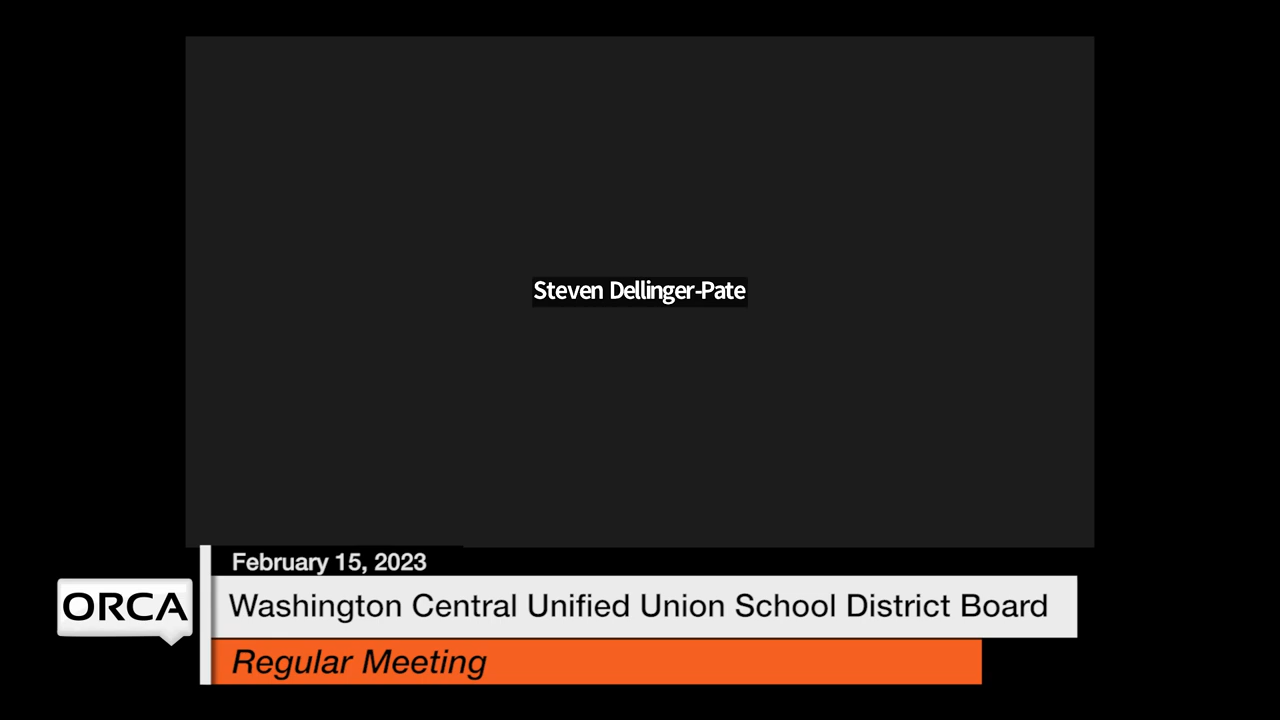 Steven Dellinger-Pate
February 15, 2023
ORCA
Washington Central Unified Union School District Board
Regular Meeting